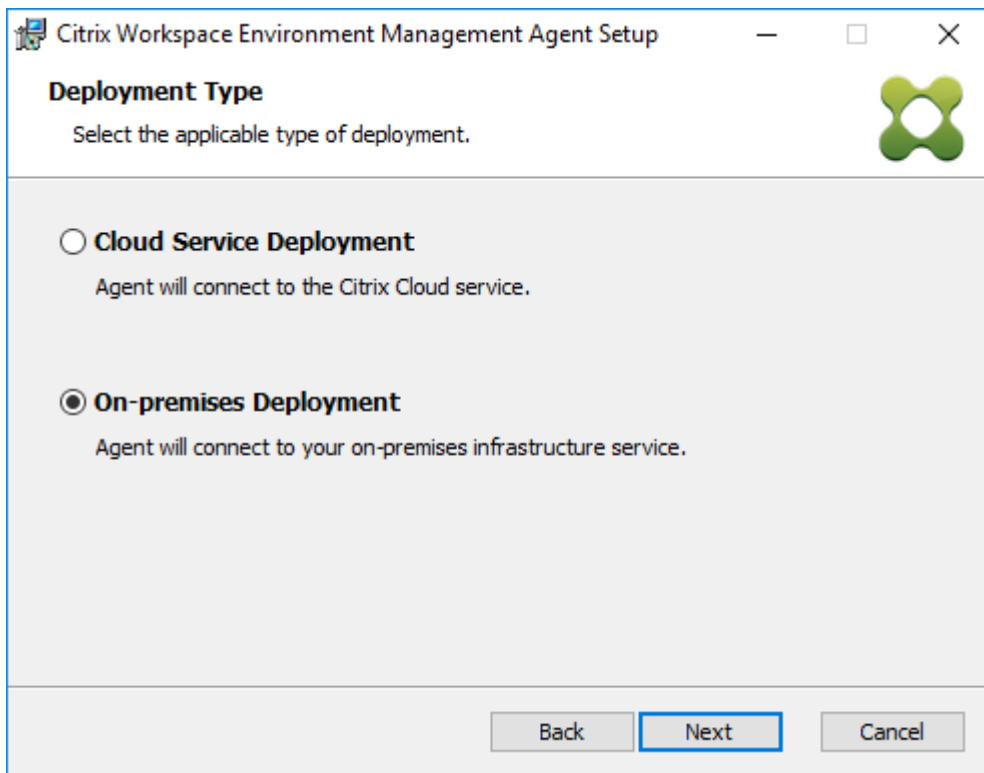 Citrix Workspace Environment Management Agent Setup
Deployment Type
Select the applicable type of deployment.
Cloud Service Deployment
Agent will connect to the Citrix Cloud service.
On-premises Deployment
Agent will connect to your on-premises infrastructure service.
Back Next Cancel